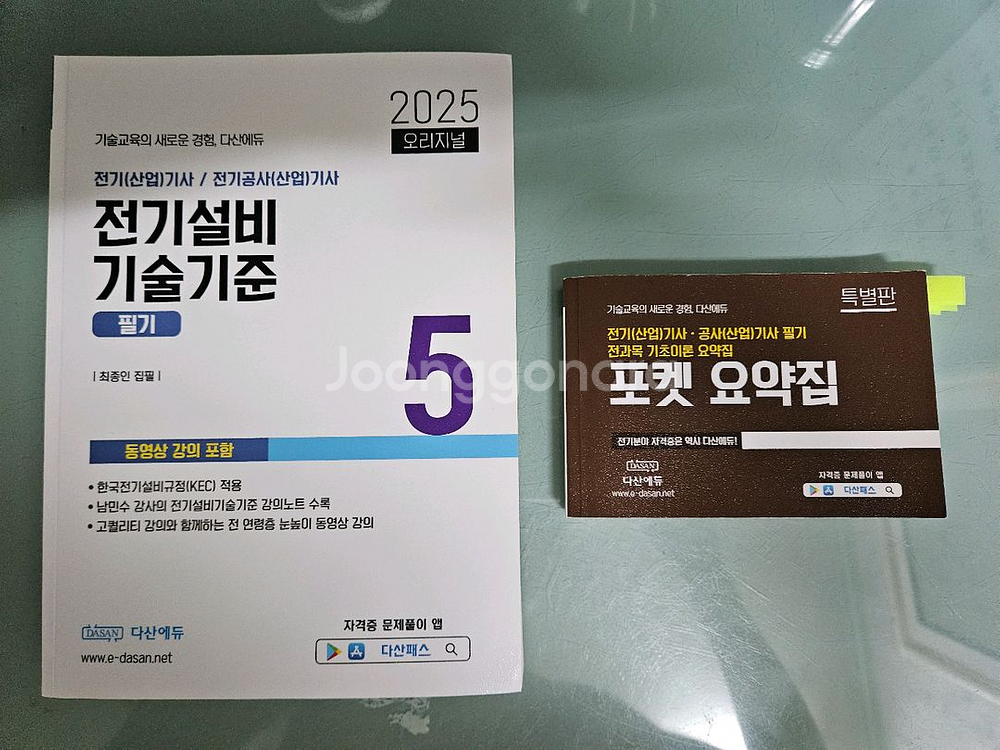 2025
오리지널
기술교육의 새로운 경험, 다산에듀
전기(산업)기사 / 전기공사(산업)기사
전기설비
기술기준
필기
5
| 최종인 집필 |
동영상 강의 포함
• 한국전기설비규정(KEC) 적용
• 남민수 강사의 전기설비기술기준 강의노트 수록
• 고퀄리티 강의와 함께하는 전 연령층 눈높이 동영상 강의
DASAN 다산에듀
www.e-dasan.net
자격증 문제풀이 앱
다산패스
특별판
기술교육의 새로운 경험, 다산에듀
전기(산업)기사 · 공사(산업)기사 필기
전과목 기초이론 요약집
포켓 요약집
전기분야 자격증은 역시 다산에듀!
DASAN
다산에듀
www.e-dasan.net
자격증 문제풀이 앱
다산패스
Joonggonara